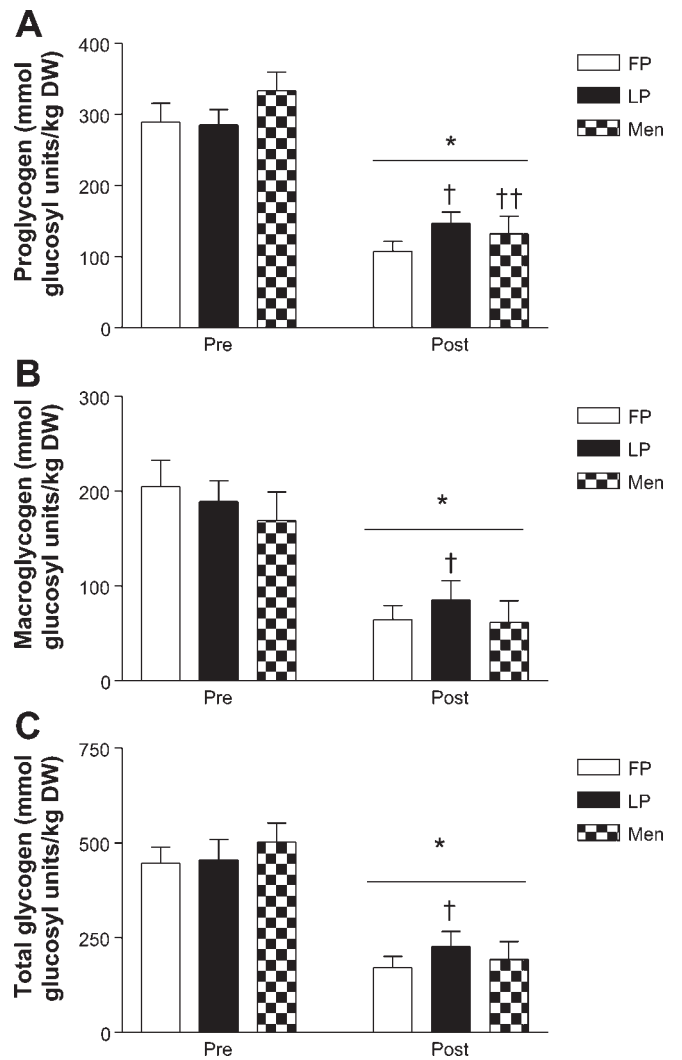 A
Proglycogen (mmol
glucosyl units/kg DW)
400
300
200
100
0
*
†
††
Pre
Post
FP
LP
Men
B
Macroglycogen (mmol
glucosyl units/kg DW)
300
200
100
0
*
†
Pre
Post
FP
LP
Men
C
Total glycogen (mmol
glucosyl units/kg DW)
750
500
250
0
*
†
Pre
Post
FP
LP
Men